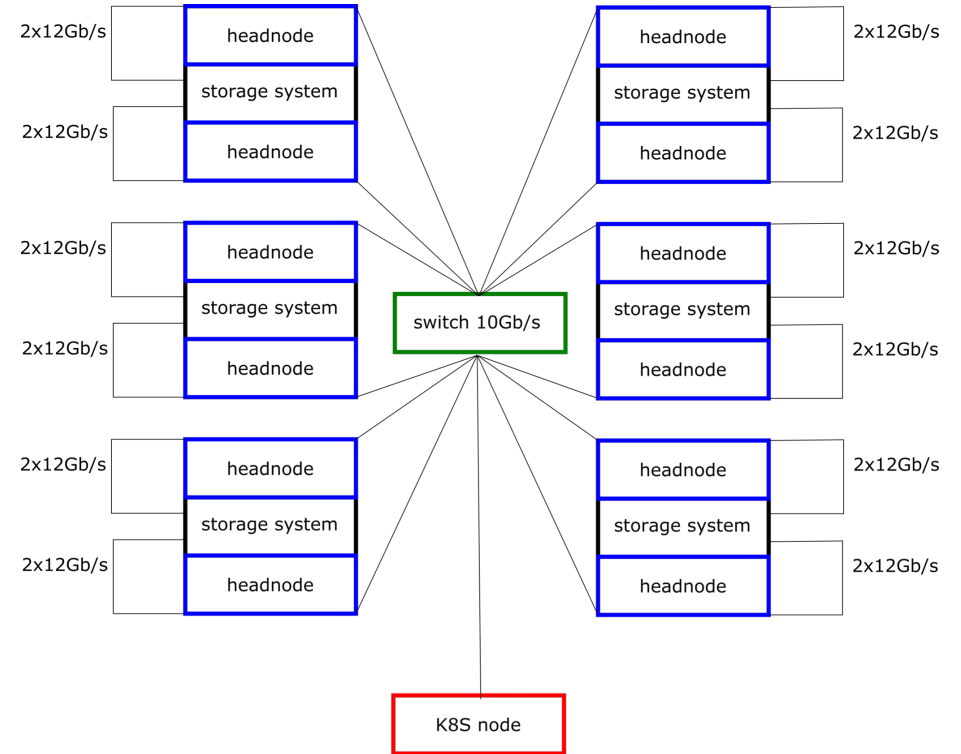 2x12Gb/s
headnode
headnode
2x12Gb/s
storage system
storage system
2x12Gb/s
headnode
headnode
2x12Gb/s
2x12Gb/s
headnode
headnode
2x12Gb/s
storage system
storage system
switch 10Gb/s
2x12Gb/s
headnode
headnode
2x12Gb/s
2x12Gb/s
headnode
headnode
2x12Gb/s
storage system
storage system
2x12Gb/s
headnode
headnode
2x12Gb/s
K8S node